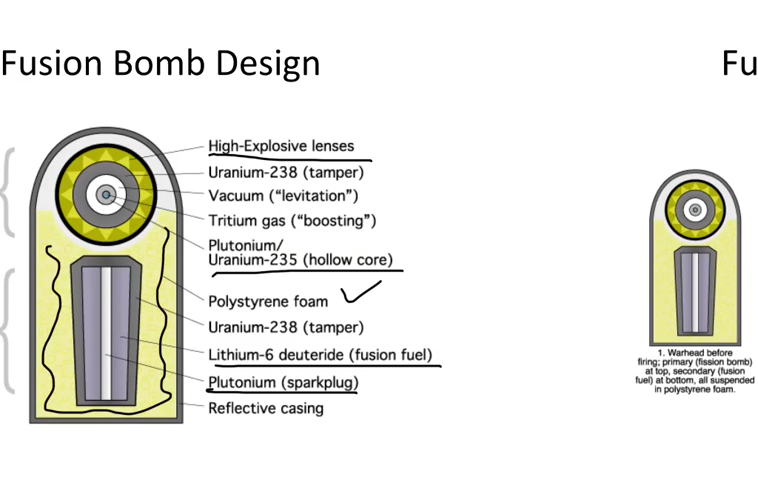 Fusion Bomb Design
High-Explosive lenses
Uranium-238 (tamper)
Vacuum (“levitation”)
Tritium gas (“boosting”)
Plutonium/
Uranium-235 (hollow core)
Polystyrene foam
Uranium-238 (tamper)
Lithium-6 deuteride (fusion fuel)
Plutonium (sparkplug)
Reflective casing
Fu
1. Warhead before
firing; primary (fission bomb)
at top, secondary (fusion
fuel) at bottom, all suspended
in polystyrene foam.